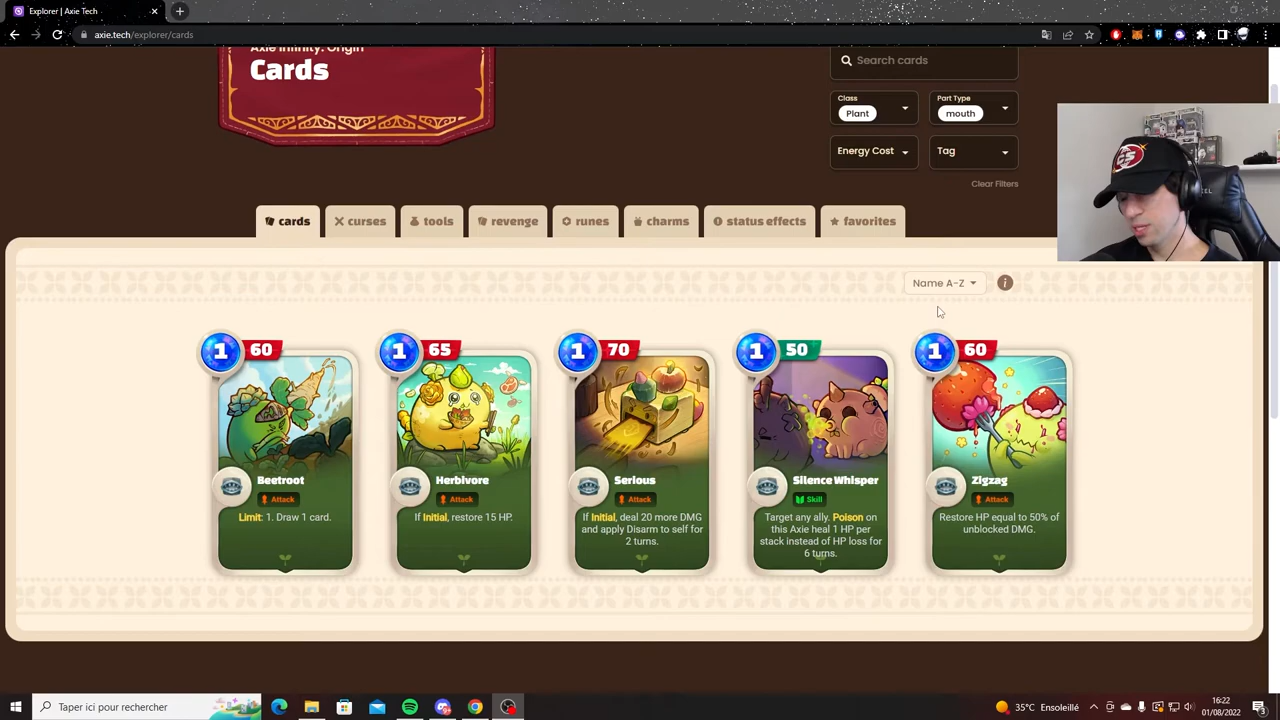 Explorer | Axie Tech
axie.tech/explorer/cards
Axie Infinity: Origin
Cards
Search cards
Class
Plant
Part Type
mouth
Energy Cost
Tag
Clear Filters
cards
curses
tools
revenge
runes
charms
status effects
favorites
Name A-Z
1 60
Beetroot
Attack
Limit: 1. Draw 1 card.
1 65
Herbivore
Attack
If Initial, restore 15 HP.
1 70
Serious
Attack
If Initial, deal 20 more DMG
and apply Disarm to self for
2 turns.
1 50
Silence Whisper
Skill
Target any ally. Poison on
this Axie heal 1 HP per
stack instead of HP loss for
6 turns.
1 60
Zigzag
Attack
Restore HP equal to 50% of
unblocked DMG.
Taper ici pour rechercher
35°C Ensoleillé
16:22
01/08/2022